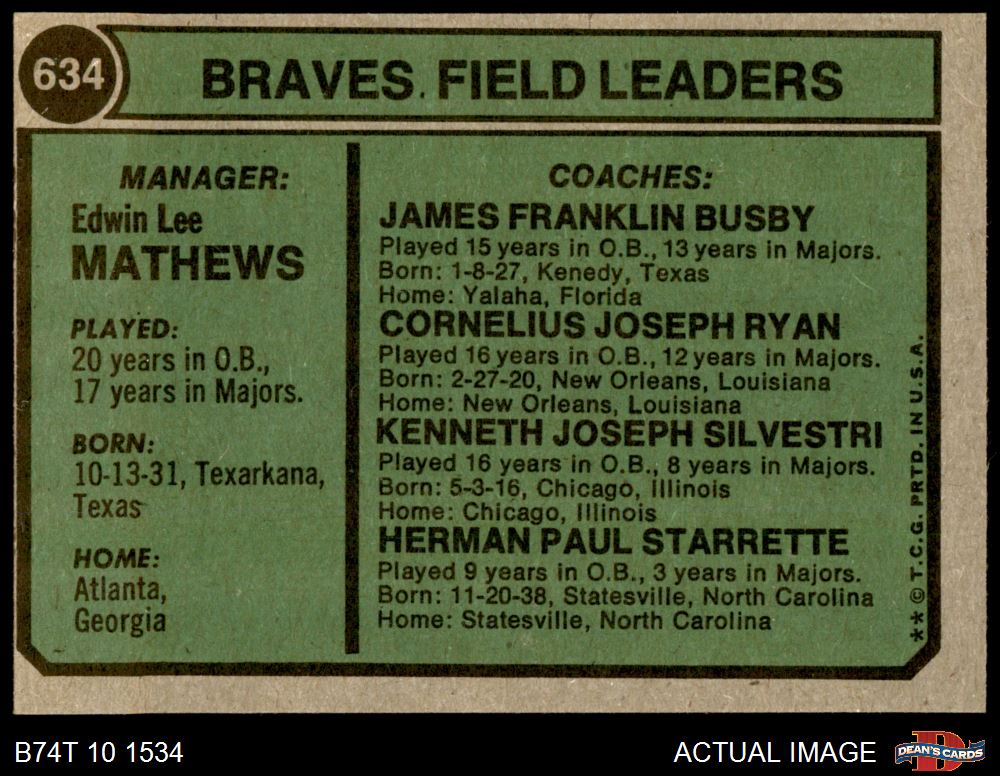 634
BRAVES FIELD LEADERS
MANAGER:
Edwin Lee
MATHEWS
PLAYED:
20 years in O.B.,
17 years in Majors.
BORN:
10-13-31, Texarkana,
Texas
HOME:
Atlanta,
Georgia
COACHES:
JAMES FRANKLIN BUSBY
Played 15 years in O.B., 13 years in Majors.
Born: 1-8-27, Kenedy, Texas
Home: Yalaha, Florida
CORNELIUS JOSEPH RYAN
Played 16 years in O.B., 12 years in Majors.
Born: 2-27-20, New Orleans, Louisiana
Home: New Orleans, Louisiana
KENNETH JOSEPH SILVESTRI
Played 16 years in O.B., 8 years in Majors.
Born: 5-3-16, Chicago, Illinois
Home: Chicago, Illinois
HERMAN PAUL STARRETTE
Played 9 years in O.B., 3 years in Majors.
Born: 11-20-38, Statesville, North Carolina
Home: Statesville, North Carolina
** © T.C.G. PRTD. IN U.S.A.
B74T 10 1534
ACTUAL IMAGE
DEAN'S CARDS